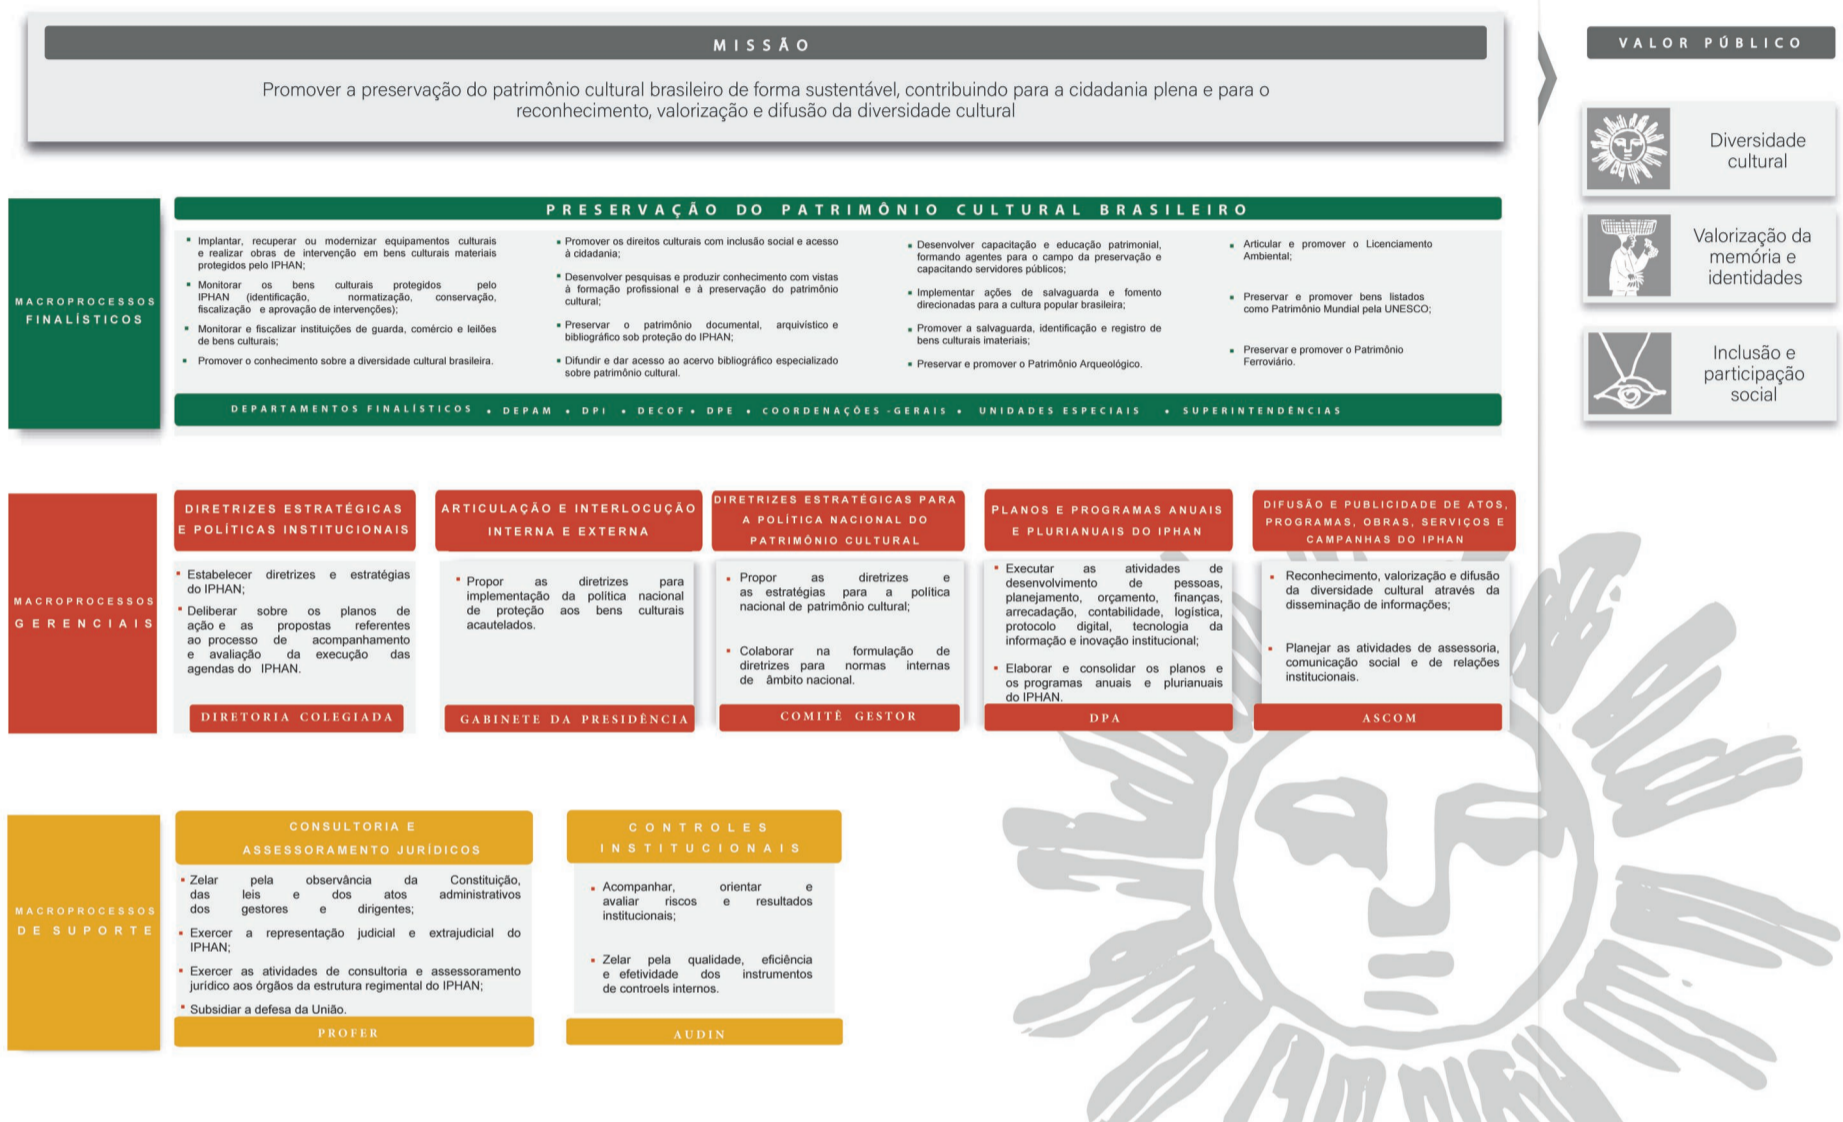 MISSÃO
Promover a preservação do patrimônio cultural brasileiro de forma sustentável, contribuindo para a cidadania plena e para o
reconhecimento, valorização e difusão da diversidade cultural
VALOR PÚBLICO
Diversidade
cultural
Valorização da
memória e
identidades
Inclusão e
participação
social
MACROPROCESSOS
FINALÍSTICOS
PRESERVAÇÃO DO PATRIMÔNIO CULTURAL BRASILEIRO
Implantar, recuperar ou modernizar equipamentos culturais
e realizar obras de intervenção em bens culturais materiais
protegidos pelo IPHAN;
Monitorar os bens culturais protegidos pelo
IPHAN (identificação, normatização, conservação,
fiscalização e aprovação de intervenções);
Monitorar e fiscalizar instituições de guarda, comércio e leilões
de bens culturais;
Promover o conhecimento sobre a diversidade cultural brasileira.
Promover os direitos culturais com inclusão social e acesso
à cidadania;
Desenvolver pesquisas e produzir conhecimento com vistas
à formação profissional e à preservação do patrimônio
cultural;
Preservar o patrimônio documental, arquivístico e
bibliográfico sob proteção do IPHAN;
Difundir e dar acesso ao acervo bibliográfico especializado
sobre patrimônio cultural.
Desenvolver capacitação e educação patrimonial,
formando agentes para o campo da preservação e
capacitando servidores públicos;
Implementar ações de salvaguarda e fomento
direcionadas para a cultura popular brasileira;
Promover a salvaguarda, identificação e registro de
bens culturais imateriais;
Preservar e promover o Patrimônio Arqueológico.
Articular e promover o Licenciamento
Ambiental;
Preservar e promover bens listados
como Patrimônio Mundial pela UNESCO;
Preservar e promover o Patrimônio
Ferroviário.
DEPARTAMENTOS FINALÍSTICOS • DEPAM • DPI • DECOF • DPE • COORDENAÇÕES -GERAIS • UNIDADES ESPECIAIS • SUPERINTENDÊNCIAS
MACROPROCESSOS
GERENCIAIS
DIRETRIZES ESTRATÉGICAS
E POLÍTICAS INSTITUCIONAIS
Estabelecer diretrizes e estratégias
do IPHAN;
Deliberar sobre os planos de
ação e as propostas referentes
ao processo de acompanhamento
e avaliação da execução das
agendas do IPHAN.
DIRETORIA COLEGIADA
ARTICULAÇÃO E INTERLOCUÇÃO
INTERNA E EXTERNA
Propor as diretrizes para
implementação da política nacional
de proteção aos bens culturais
acautelados.
GABINETE DA PRESIDÊNCIA
DIRETRIZES ESTRATÉGICAS PARA
A POLÍTICA NACIONAL DO
PATRIMÔNIO CULTURAL
Propor as diretrizes e
as estratégias para a política
nacional de patrimônio cultural;
Colaborar na formulação de
diretrizes para normas internas
de âmbito nacional.
COMITÊ GESTOR
PLANOS E PROGRAMAS ANUAIS
E PLURIANUAIS DO IPHAN
Executar as atividades de
desenvolvimento de pessoas,
planejamento, orçamento, finanças,
arrecadação, contabilidade, logística,
protocolo digital, tecnologia da
informação e inovação institucional;
Elaborar e consolidar os planos e
os programas anuais e plurianuais
do IPHAN.
DPA
DIFUSÃO E PUBLICIDADE DE ATOS,
PROGRAMAS, OBRAS, SERVIÇOS E
CAMPANHAS DO IPHAN
Reconhecimento, valorização e difusão
da diversidade cultural através da
disseminação de informações;
Planejar as atividades de assessoria,
comunicação social e de relações
institucionais.
ASCOM
MACROPROCESSOS
DE SUPORTE
CONSULTORIA E
ASSESSORAMENTO JURÍDICOS
Zelar pela observância da Constituição,
das leis e dos atos administrativos
dos gestores e dirigentes;
Exercer a representação judicial e extrajudicial do
IPHAN;
Exercer as atividades de consultoria e assessoramento
jurídico aos órgãos da estrutura regimental do IPHAN;
Subsidiar a defesa da União.
PROFER
CONTROLES
INSTITUCIONAIS
Acompanhar, orientar e
avaliar riscos e resultados
institucionais;
Zelar pela qualidade, eficiência
e efetividade dos instrumentos
de controels internos.
AUDIN